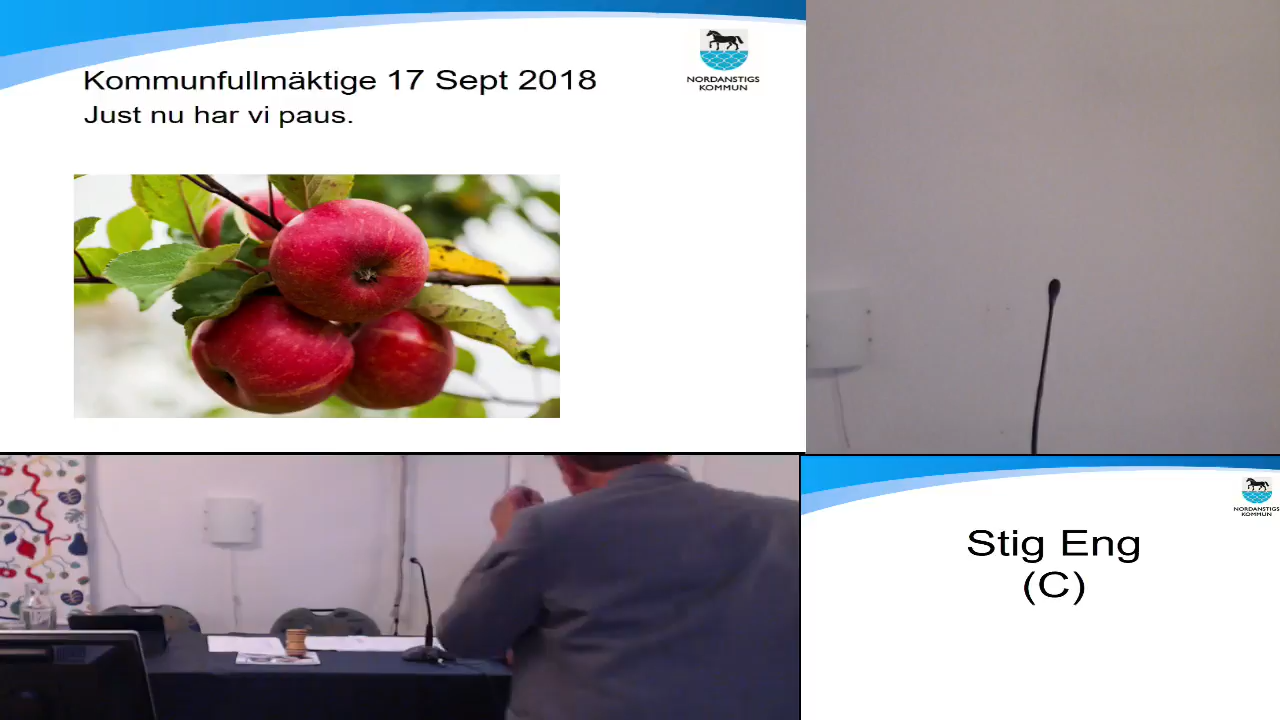 Kommunfullmäktige 17 Sept 2018
Just nu har vi paus.
NORDANSTIGS
KOMMUN
NORDANSTIGS
KOMMUN
Stig Eng
(C)